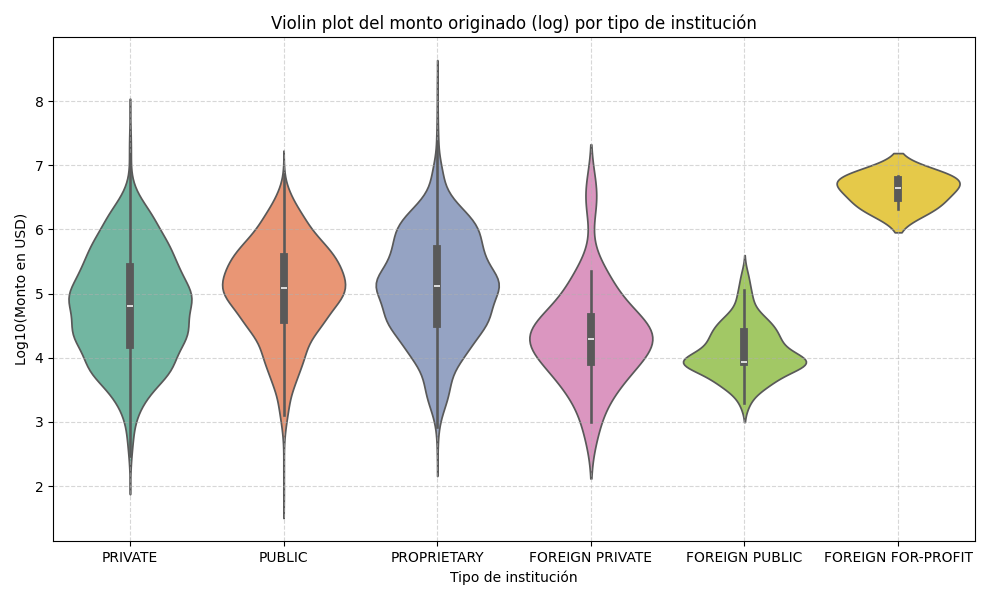 Violin plot del monto originado (log) por tipo de institución
Log10(Monto en USD)
8
7
6
5
4
3
2
PRIVATE
PUBLIC
PROPRIETARY
FOREIGN PRIVATE
FOREIGN PUBLIC
FOREIGN FOR-PROFIT
Tipo de institución